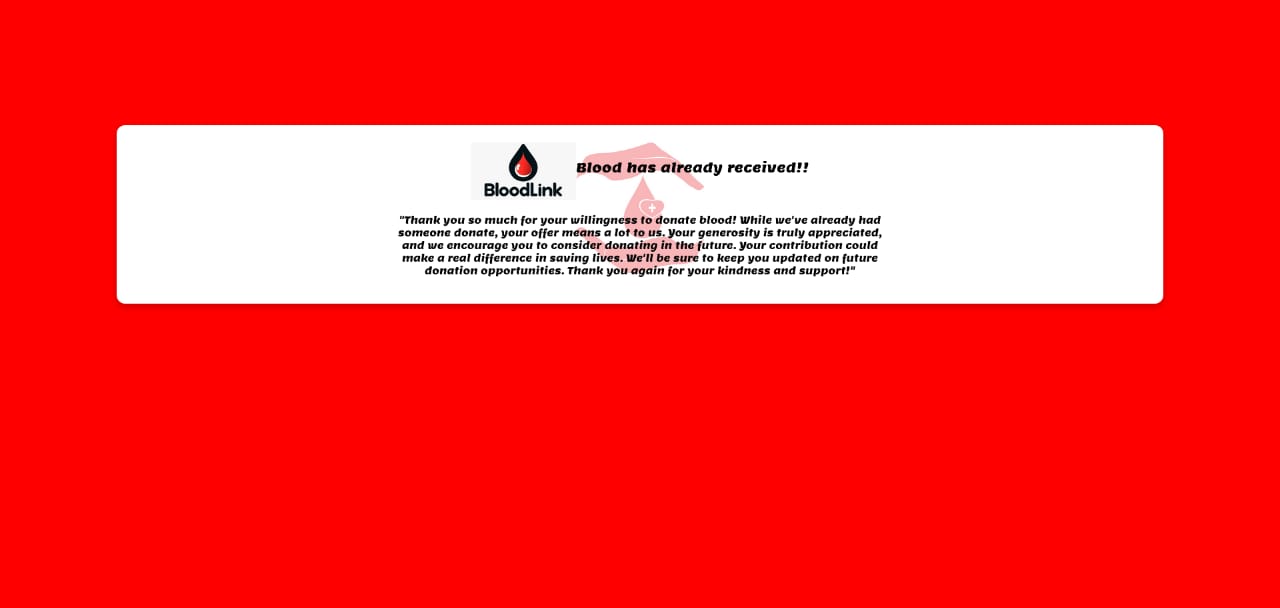 BloodLink
Blood has already received!!
"Thank you so much for your willingness to donate blood! While we've already had
someone donate, your offer means a lot to us. Your generosity is truly appreciated,
and we encourage you to consider donating in the future. Your contribution could
make a real difference in saving lives. We'll be sure to keep you updated on future
donation opportunities. Thank you again for your kindness and support!"